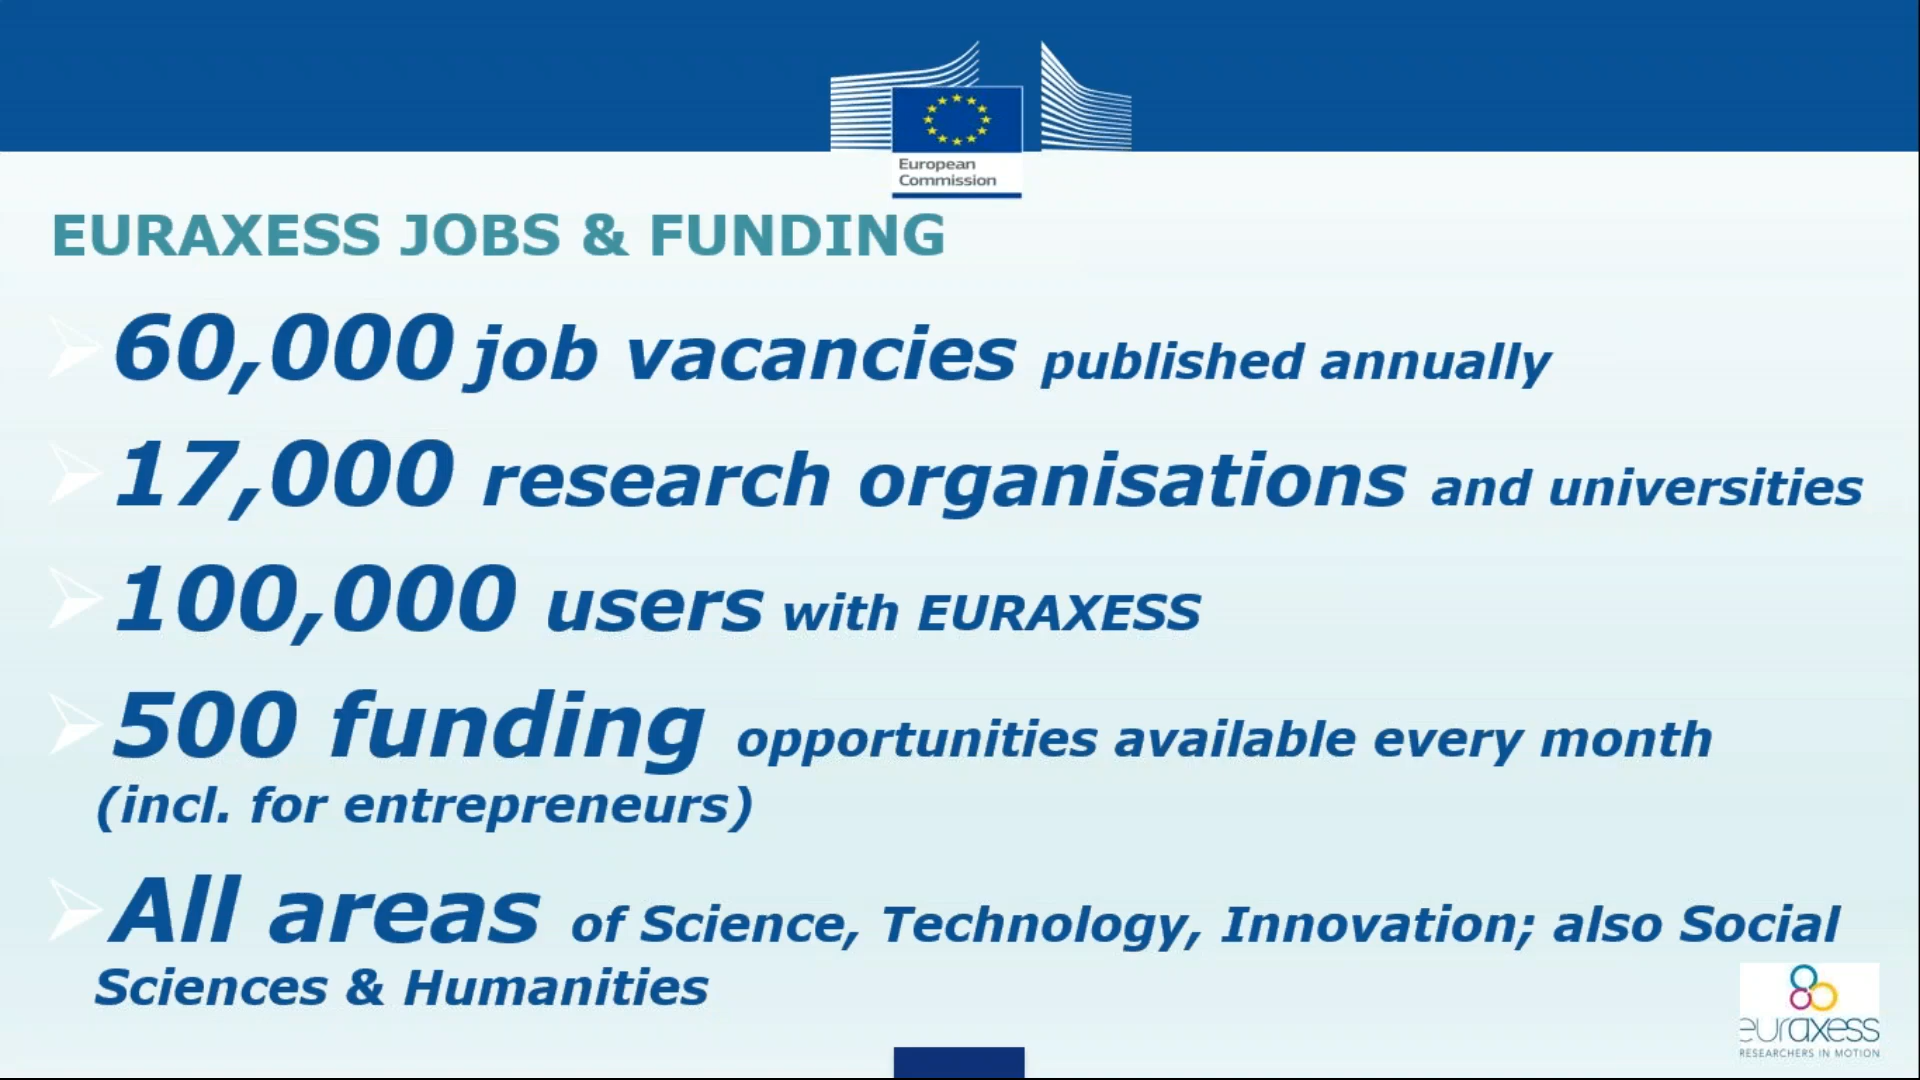 European
Commission
EURAXESS JOBS & FUNDING
60,000 job vacancies published annually
17,000 research organisations and universities
100,000 users with EURAXESS
500 funding opportunities available every month
(incl. for entrepreneurs)
All areas of Science, Technology, Innovation; also Social
Sciences & Humanities
euraxess
RESEARCHERS IN MOTION